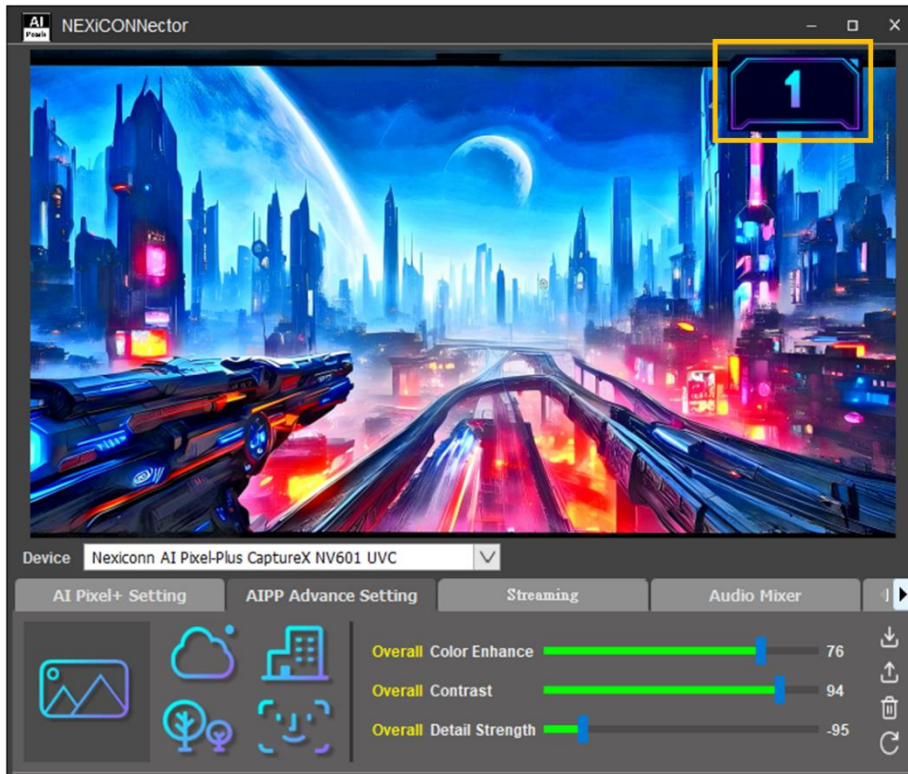 AI
Pixels
NEXiCONNector
1
Device
Nexiconn AI Pixel-Plus CaptureX NV601 UVC
AI Pixel+ Setting
AIPP Advance Setting
Streaming
Audio Mixer
Overall Color Enhance
76
Overall Contrast
94
Overall Detail Strength
-95